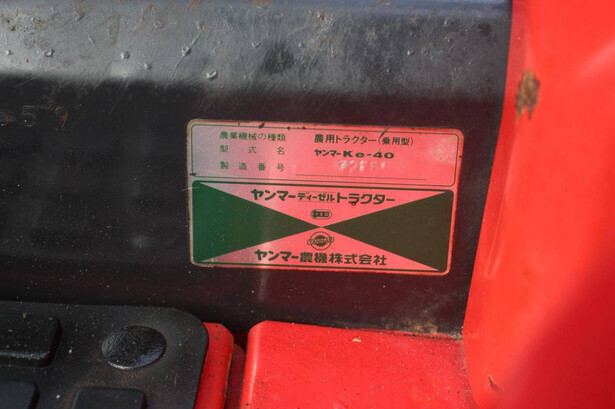 農業機械の種類 農用トラクター(乗用型)
型式名 ヤンマーKe-40
製造番号
ヤンマーディーゼルトラクター
ヤンマー農機株式会社